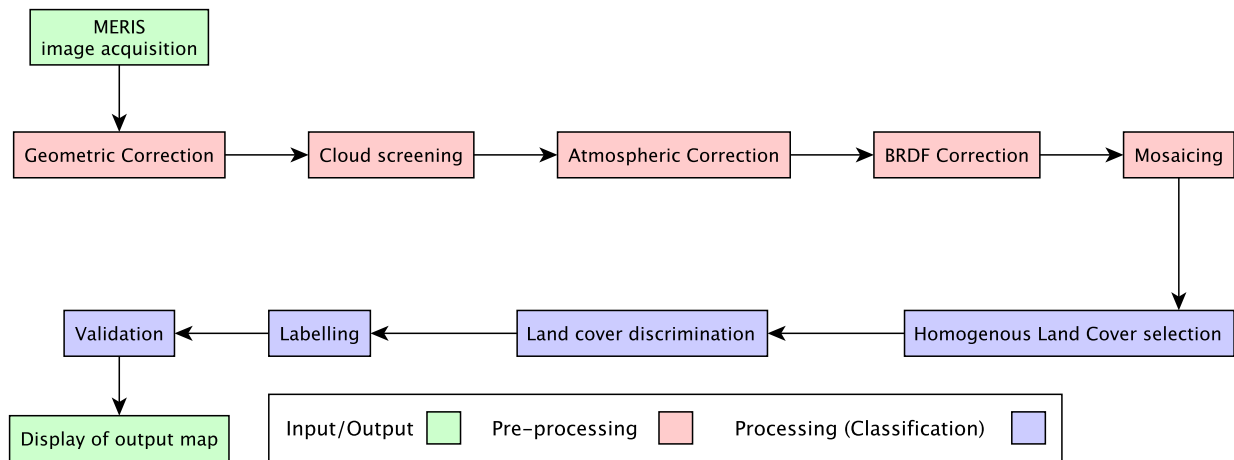 MERIS
image acquisition
Geometric Correction
Cloud screening
Atmospheric Correction
BRDF Correction
Mosaicing
Homogenous Land Cover selection
Land cover discrimination
Labelling
Validation
Display of output map
Input/Output
Pre-processing
Processing (Classification)